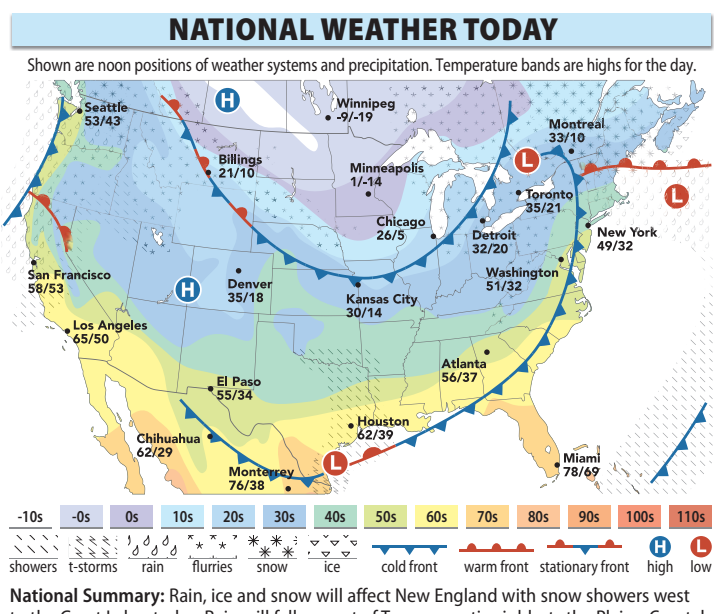 NATIONAL WEATHER TODAY
Shown are noon positions of weather systems and precipitation. Temperature bands are highs for the day.
H
Winnipeg
-9/-19
Seattle
53/43
Montreal
33/10
L
Billings
21/10
Minneapolis
1/-14
Toronto
35/21
L
Chicago
26/5
Detroit
32/20
New York
49/32
San Francisco
58/53
H
Denver
35/18
Washington
51/32
Kansas City
30/14
Los Angeles
65/50
Atlanta
56/37
El Paso
55/34
Houston
62/39
Chihuahua
62/29
L
Monterrey
76/38
Miami
78/69
-10s -0s 0s 10s 20s 30s 40s 50s 60s 70s 80s 90s 100s 110s
H L
showers t-storms rain flurries snow ice cold front warm front stationary front high low
National Summary: Rain, ice and snow will affect New England with snow showers west